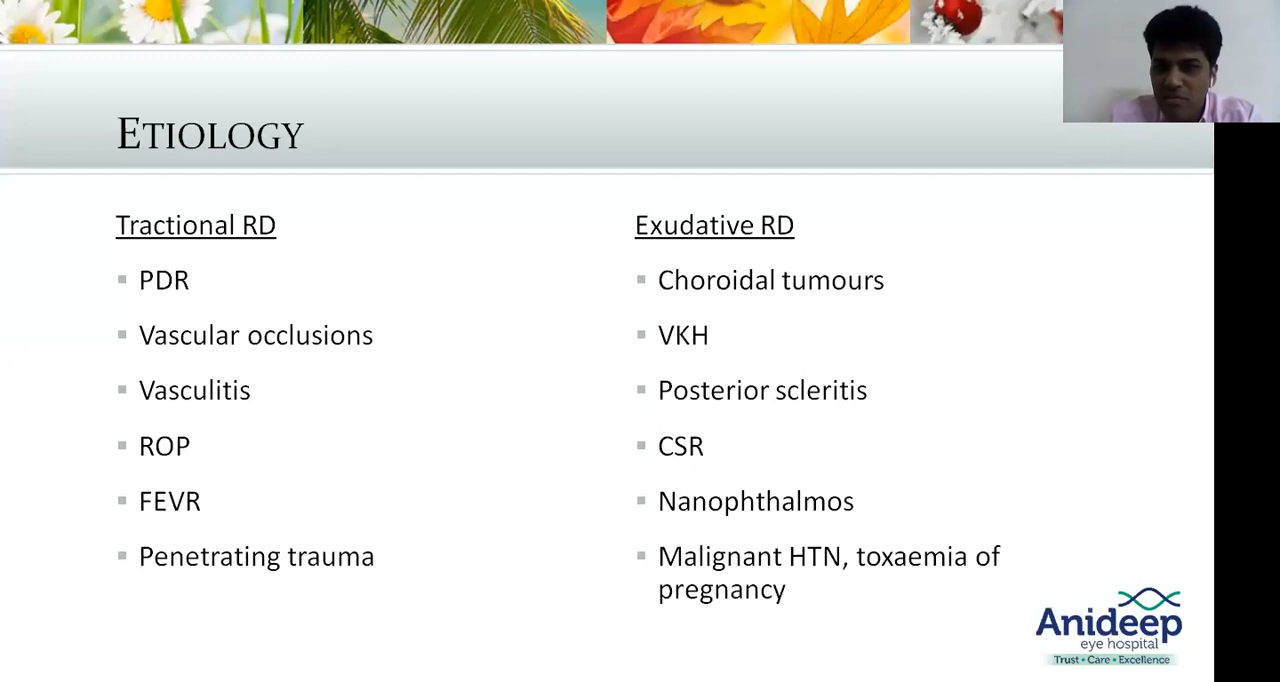 ETIOLOGY
Tractional RD
PDR
Vascular occlusions
Vasculitis
ROP
FEVR
Penetrating trauma
Exudative RD
Choroidal tumours
VKH
Posterior scleritis
CSR
Nanophthalmos
Malignant HTN, toxaemia of
pregnancy
Anideep
eye hospital
Trust • Care • Excellence